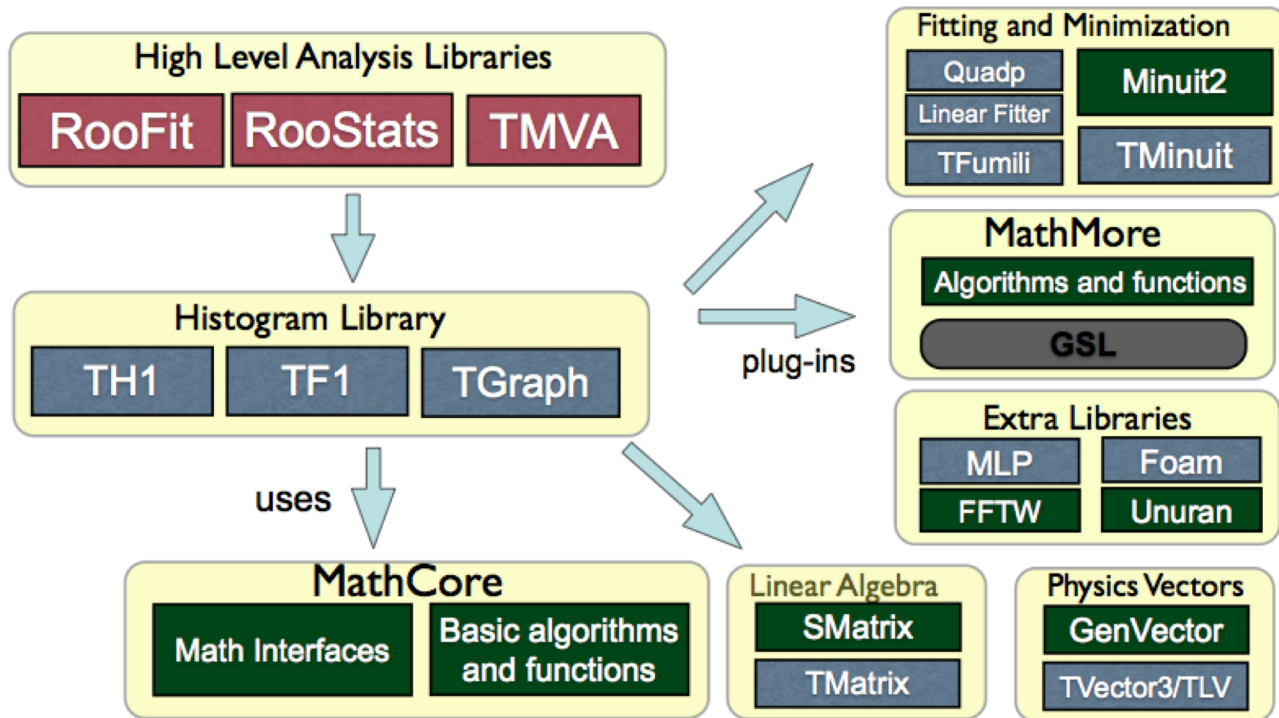 High Level Analysis Libraries
RooFit
RooStats
TMVA
Histogram Library
TH1
TF1
TGraph
uses
plug-ins
Fitting and Minimization
Quadp
Linear Fitter
TFumili
Minuit2
TMinuit
MathMore
Algorithms and functions
GSL
Extra Libraries
MLP
Foam
FFTW
Unuran
MathCore
Math Interfaces
Basic algorithms
and functions
Linear Algebra
SMatrix
TMatrix
Physics Vectors
GenVector
TVector3/TLV